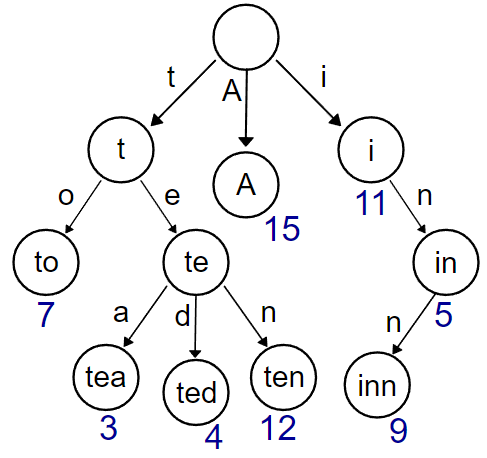 t A i
t A i
15 11
o e n
to te in
7 5
a d n n
tea ted ten inn
3 4 12 9